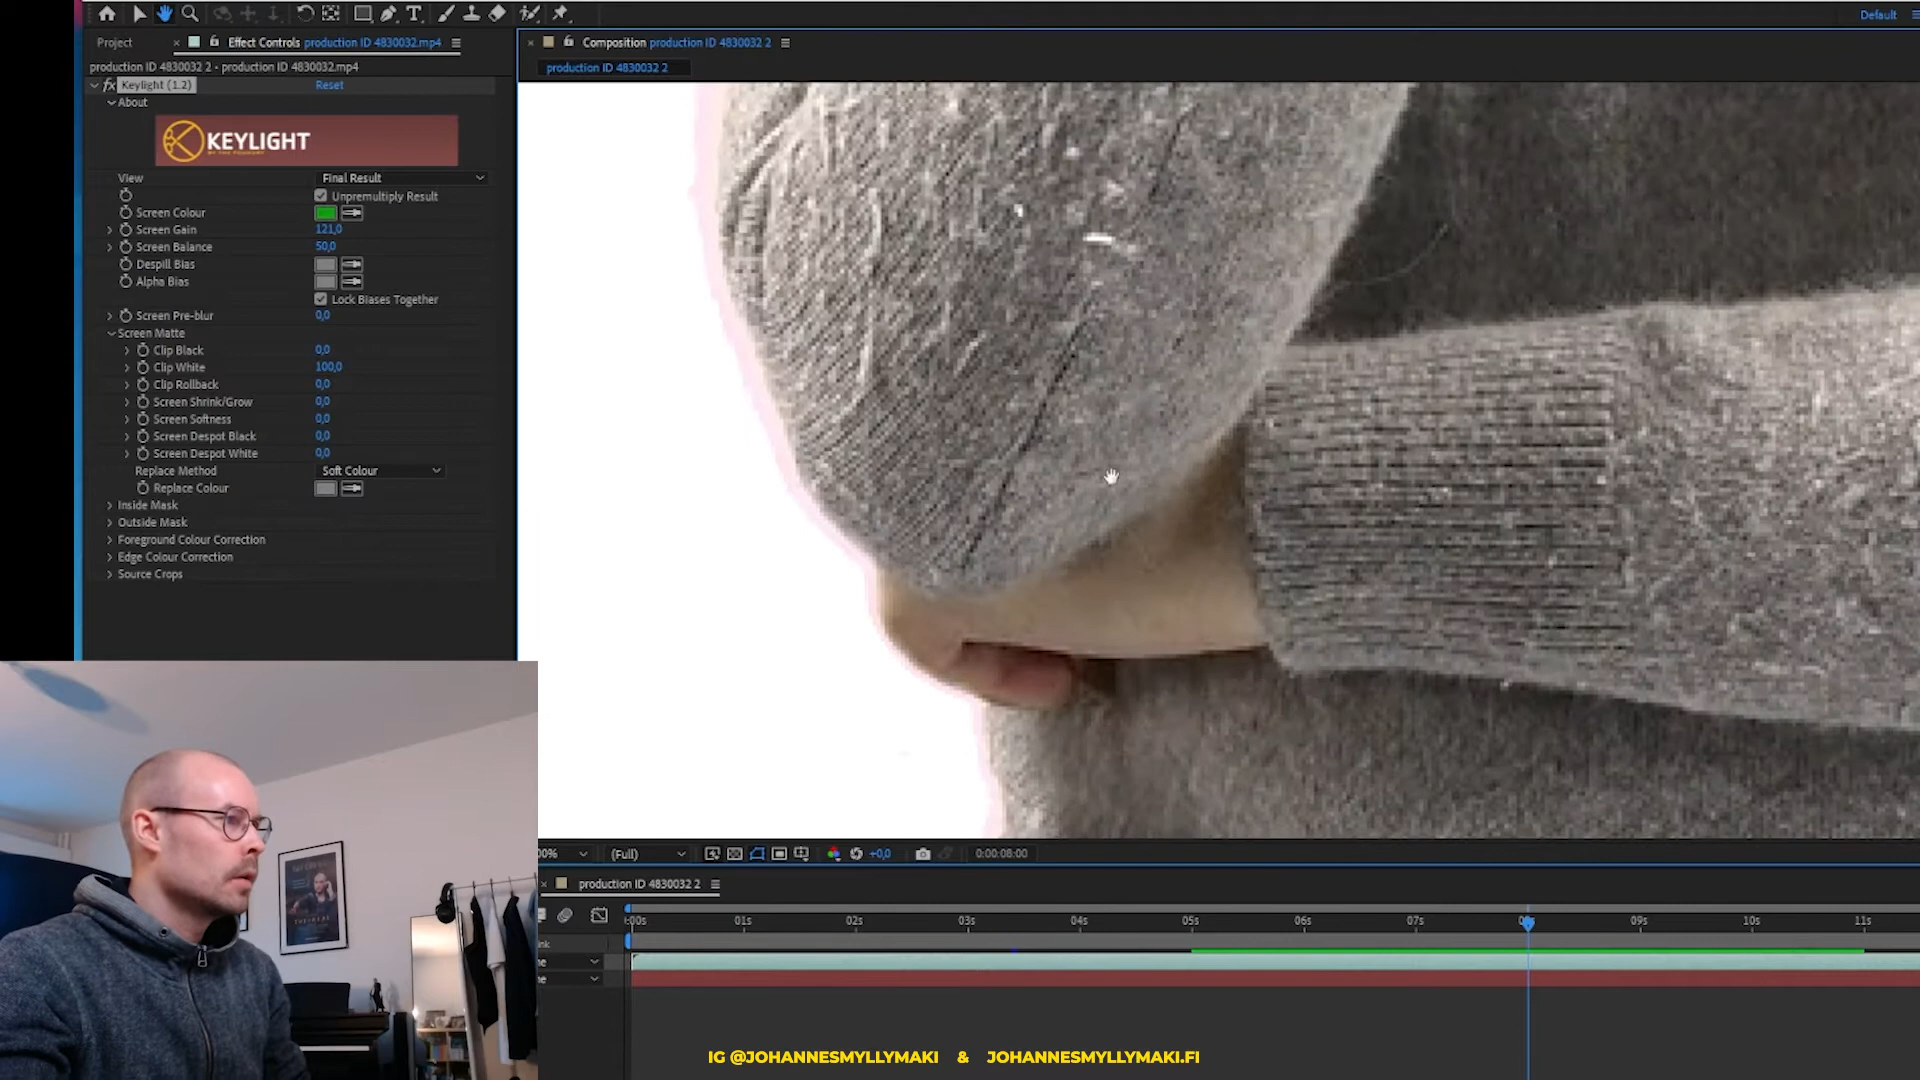 Default
Project
Effect Controls production ID 4830032.mp4
Composition production ID 4830032 2
production ID 4830032 2 • production ID 4830032.mp4
production ID 4830032 2
fx Keylight (1.2)
Reset
About
KEYLIGHT
View
Final Result
Unpremultiply Result
Screen Colour
Screen Gain
121,0
Screen Balance
50,0
Despill Bias
Alpha Bias
Lock Biases Together
Screen Pre-blur
0,0
Screen Matte
Clip Black
0,0
Clip White
100,0
Clip Rollback
0,0
Screen Shrink/Grow
0,0
Screen Softness
0,0
Screen Despot Black
0,0
Screen Despot White
0,0
Replace Method
Soft Colour
Replace Colour
Inside Mask
Outside Mask
Foreground Colour Correction
Edge Colour Correction
Source Crops
00%
(Full)
+0,0
0:00:08:00
production ID 4830032 2
:00s
01s
02s
03s
04s
05s
06s
07s
09s
10s
11s
IG @JOHANNESMYLLYMAKI & JOHANNESMYLLYMAKI.FI